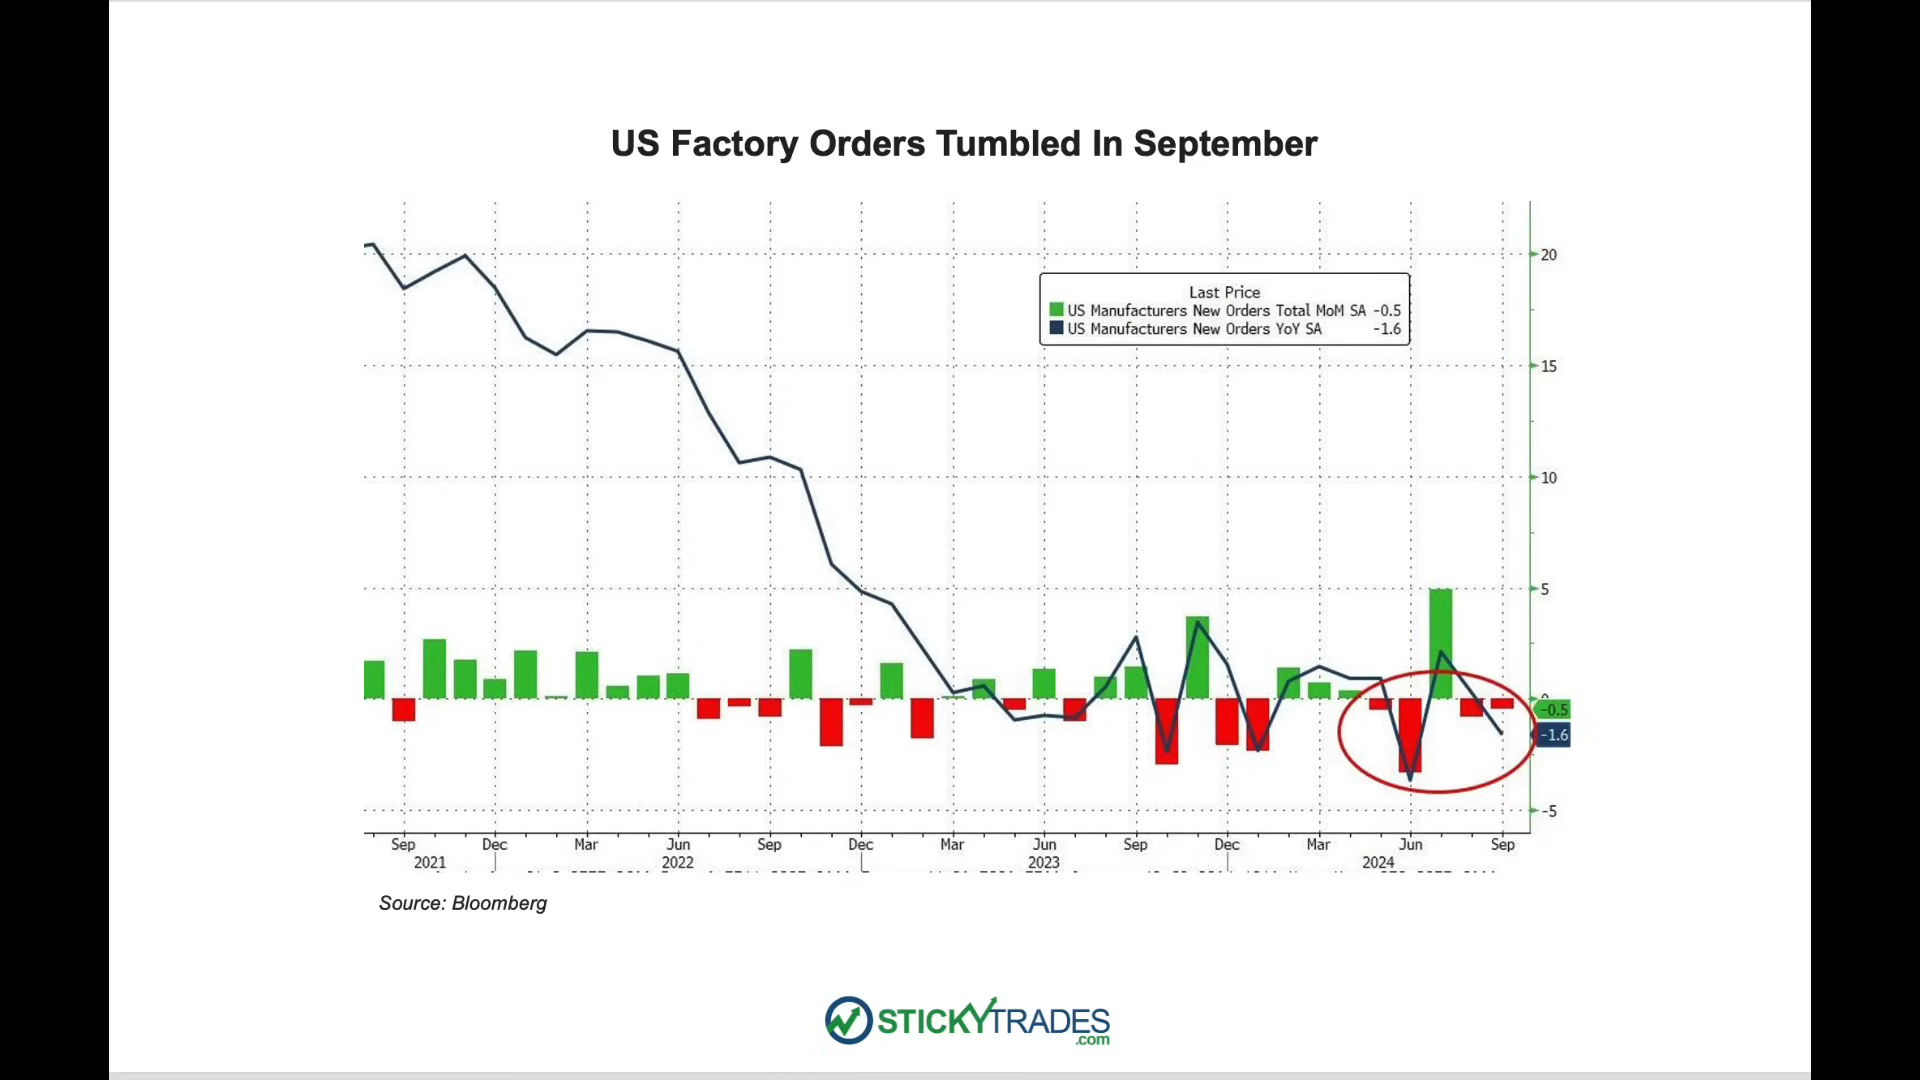 US Factory Orders Tumbled In September
Last Price
US Manufacturers New Orders Total MoM SA -0.5
US Manufacturers New Orders YoY SA -1.6
20
15
10
5
0
-0.5
-1.6
-5
Sep Dec Mar Jun Sep Dec Mar Jun Sep Dec Mar Jun Sep
2021 2022 2023 2024
Source: Bloomberg
STICKYTRADES
.com